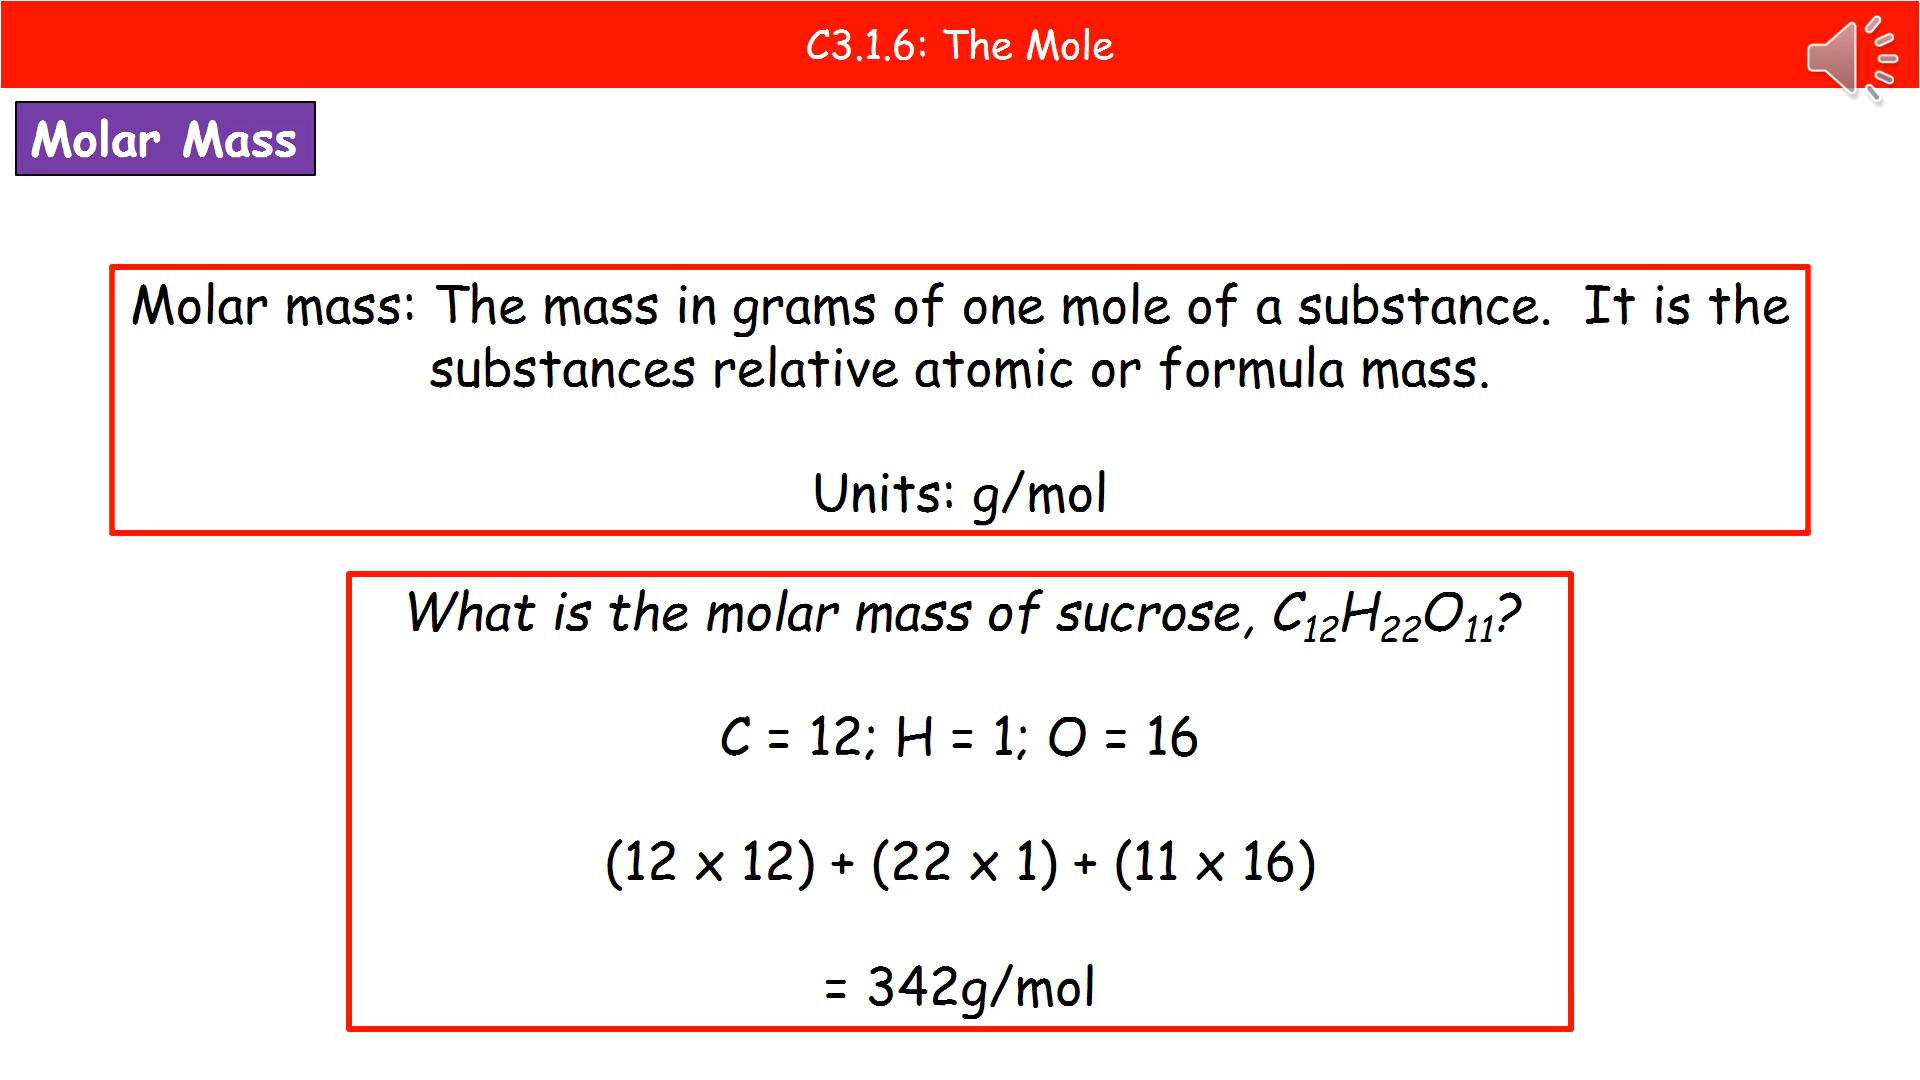 C3.1.6: The Mole
Molar Mass
Molar mass: The mass in grams of one mole of a substance.  It is the
substances relative atomic or formula mass.
Units: g/mol
What is the molar mass of sucrose, C₁₂H₂₂O₁₁?
C = 12; H = 1; O = 16
(12 x 12) + (22 x 1) + (11 x 16)
= 342g/mol